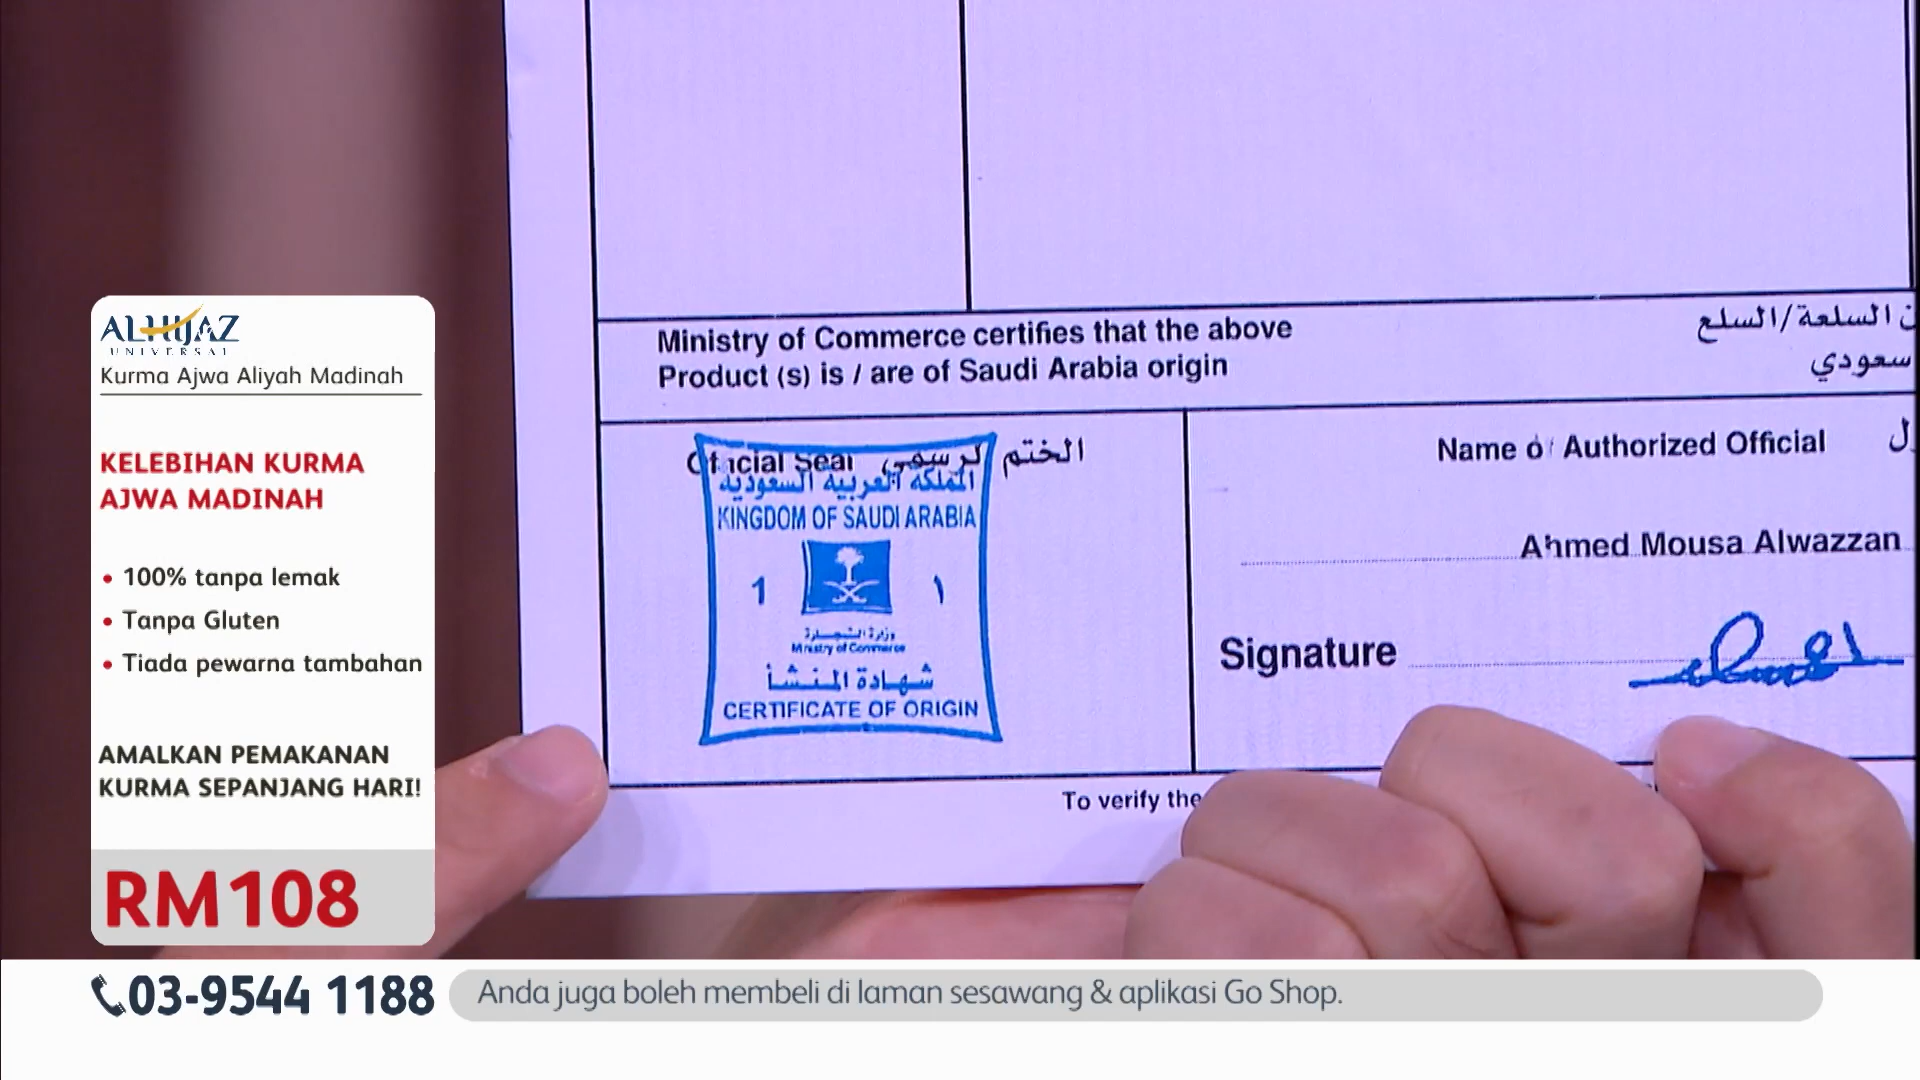 ALHIJAZ
UNIVERSAL
Kurma Ajwa Aliyah Madinah
KELEBIHAN KURMA
AJWA MADINAH
• 100% tanpa lemak
• Tanpa Gluten
• Tiada pewarna tambahan
AMALKAN PEMAKANAN
KURMA SEPANJANG HARI!
RM108
03-9544 1188
Anda juga boleh membeli di laman sesawang & aplikasi Go Shop.
Ministry of Commerce certifies that the above
Product (s) is / are of Saudi Arabia origin
السلعة/السلع
سعودي
Official Seal الختم الرسمي
المملكة العربية السعودية
KINGDOM OF SAUDI ARABIA
1 ١
وزارة التجارة
Ministry of Commerce
شهادة المنشأ
CERTIFICATE OF ORIGIN
Name of Authorized Official
Ahmed Mousa Alwazzan
Signature
To verify the